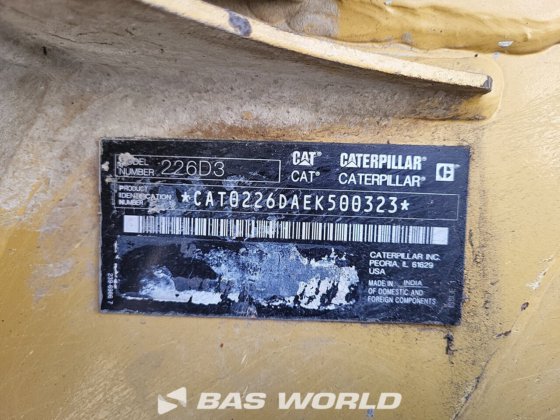 MODEL NUMBER 226D3
CAT CATERPILLAR C
CAT CATERPILLAR
PRODUCT IDENTIFICATION NUMBER *CAT0226DAEK500323*
CATERPILLAR INC.
PEORIA, IL 61629
USA
MADE IN INDIA
OF DOMESTIC AND
FOREIGN COMPONENTS
BAS WORLD